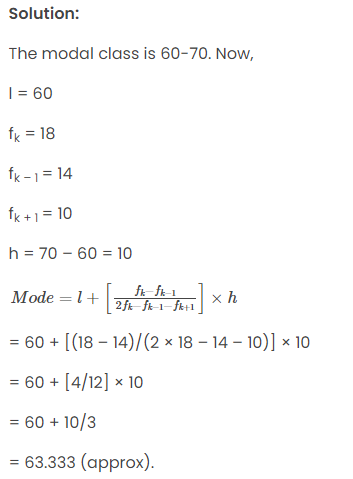 Solution:
The modal class is 60-70. Now,
l = 60
fₖ = 18
fₖ₋₁ = 14
fₖ₊₁ = 10
h = 70 – 60 = 10
Mode = l + [(fₖ−fₖ₋₁)/(2fₖ−fₖ₋₁−fₖ₊₁)] × h
= 60 + [(18 – 14)/(2 × 18 – 14 – 10)] × 10
= 60 + [4/12] × 10
= 60 + 10/3
= 63.333 (approx).